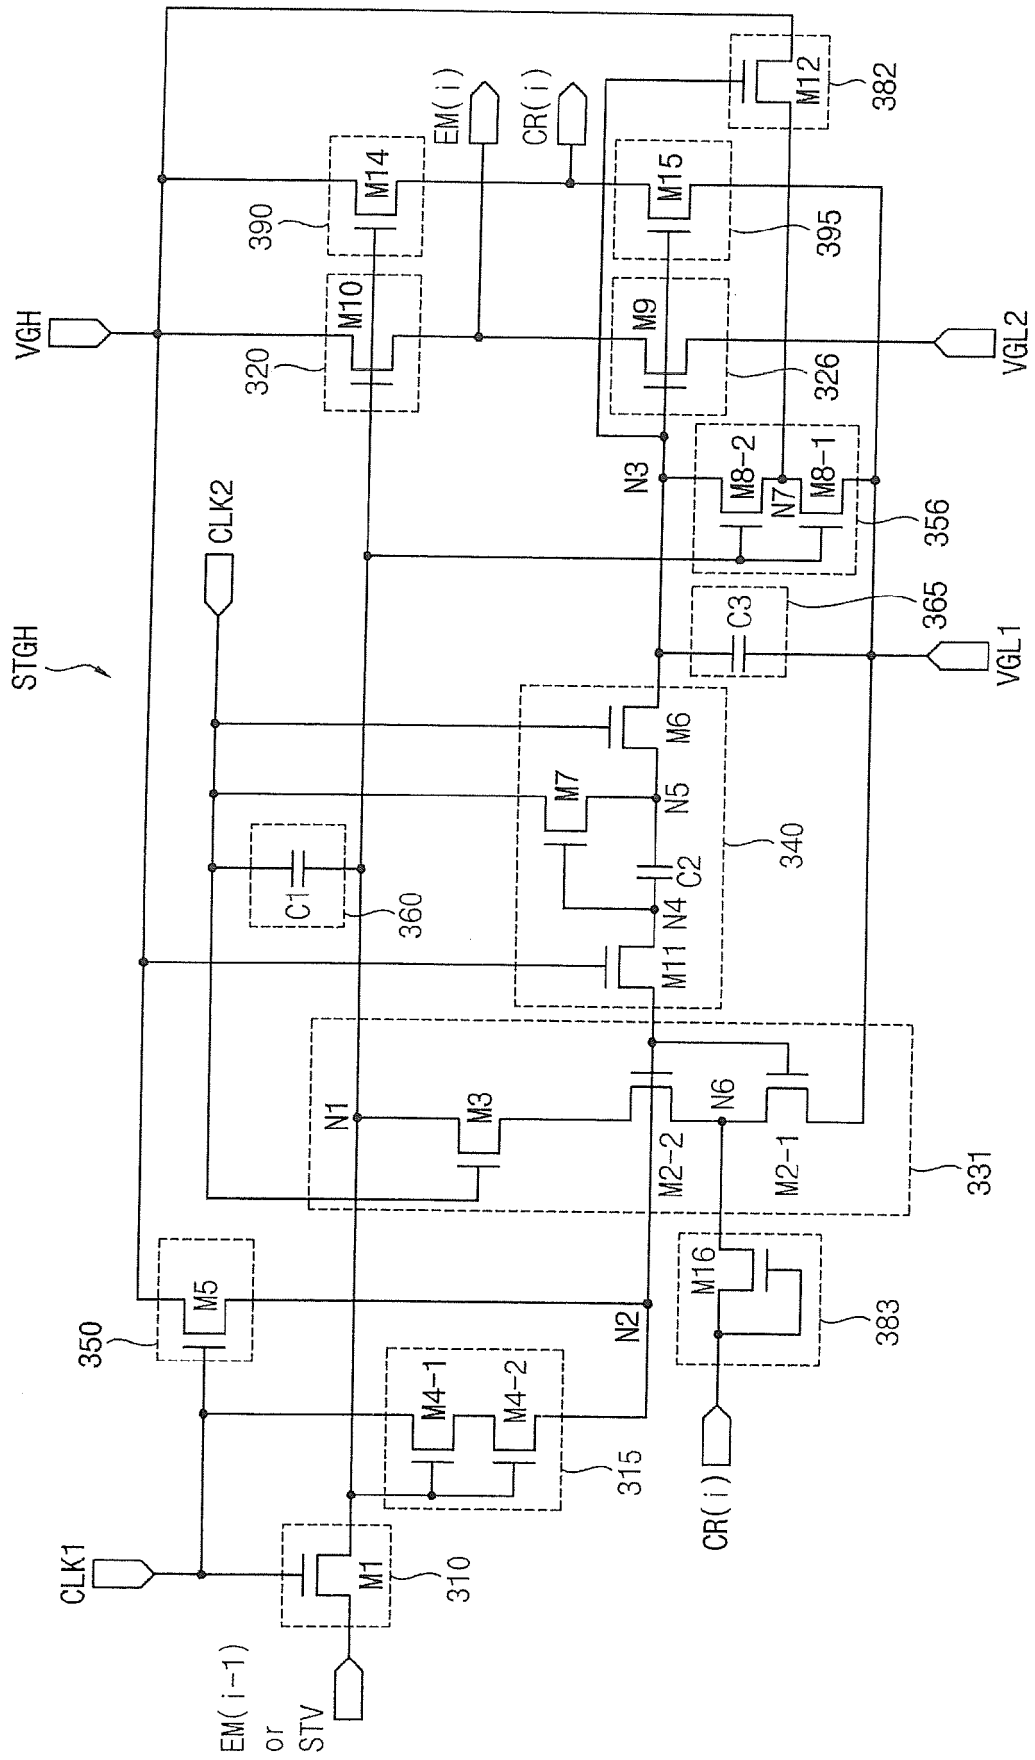 STGH
VGH
CLK2
CLK1
EM(i-1)
or
STV
EM(i)
CR(i)
M12
382
390
M14
320
M10
M15
395
M9
326
VGL2
N3
M8-2
N7
M8-1
356
C3
365
VGL1
M6
M7
N5
C2
340
N4
M11
C1
360
N1
M3
M2-2
N6
M2-1
331
M5
350
N2
M16
383
M4-1
M4-2
315
CR(i)
M1
310